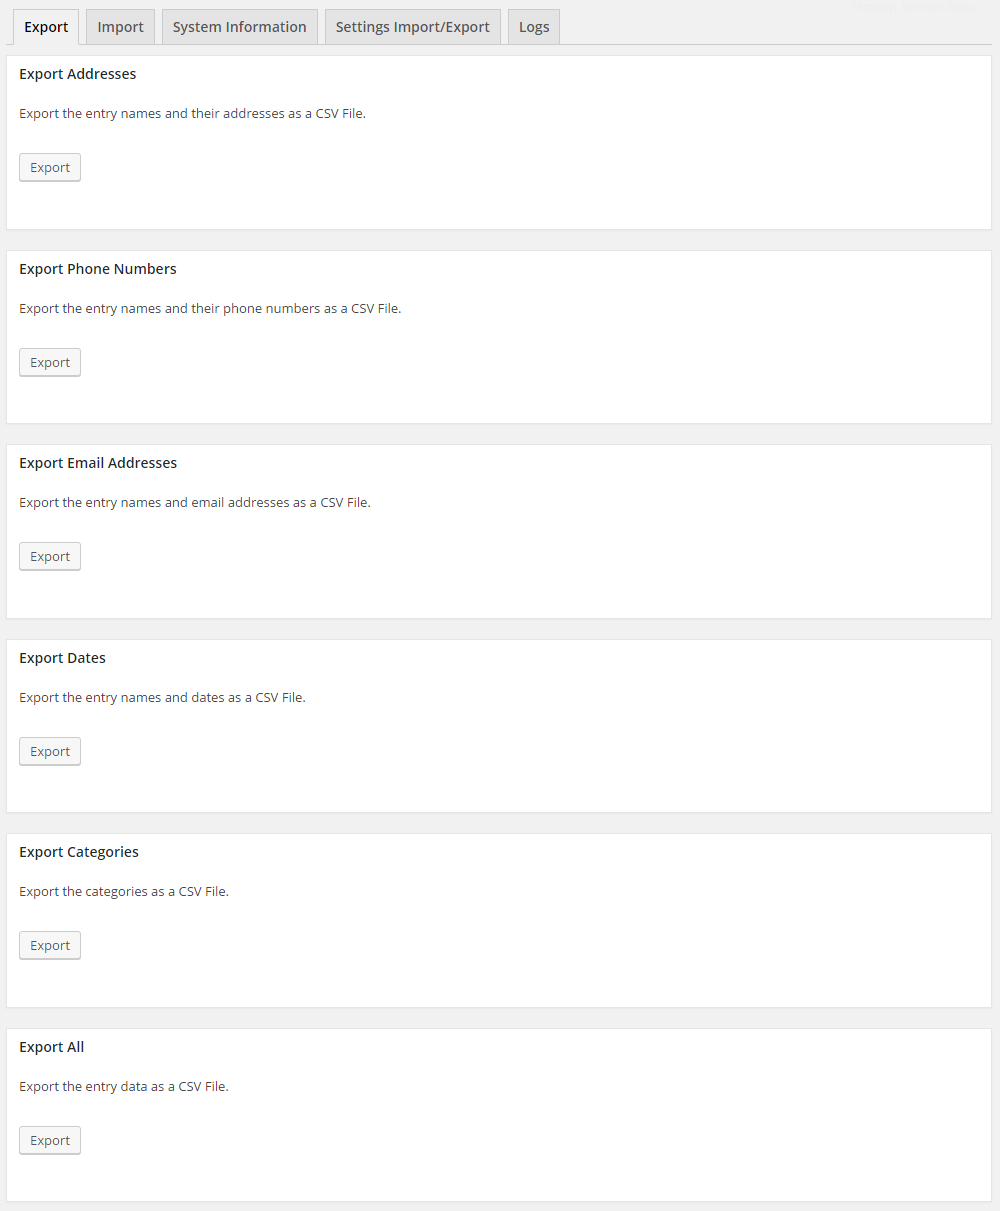 Export Import System Information Settings Import/Export Logs
Export Addresses
Export the entry names and their addresses as a CSV File.
Export
Export Phone Numbers
Export the entry names and their phone numbers as a CSV File.
Export
Export Email Addresses
Export the entry names and email addresses as a CSV File.
Export
Export Dates
Export the entry names and dates as a CSV File.
Export
Export Categories
Export the categories as a CSV File.
Export
Export All
Export the entry data as a CSV File.
Export